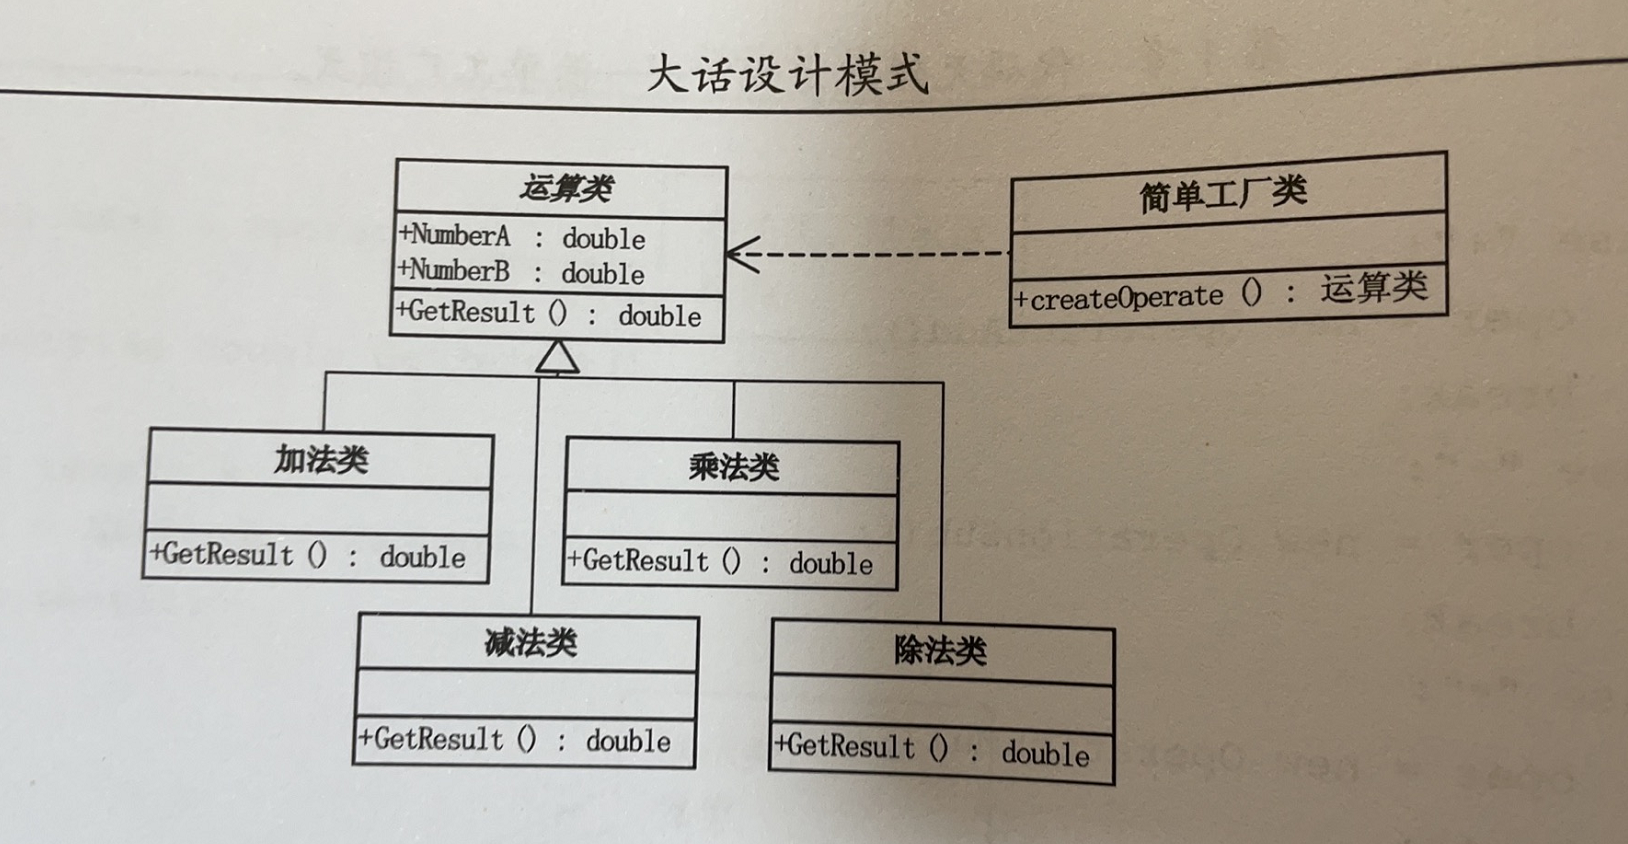 大话设计模式
运算类
+NumberA : double
+NumberB : double
+GetResult () : double
简单工厂类
+createOperate () : 运算类
加法类
+GetResult () : double
乘法类
+GetResult () : double
减法类
+GetResult () : double
除法类
+GetResult () : double